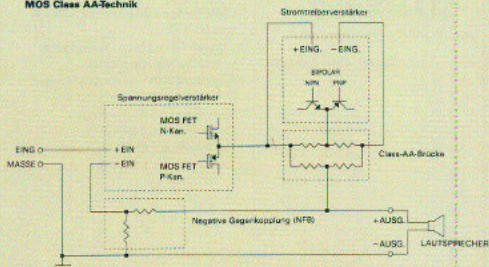 MOS Class AA-Technik
Stromtreiberverstärker
+ EING.
– EING.
BIPOLAR
NPN
PNP
Spannungsregelverstärker
MOS FET
N-Kan.
EING
+ EIN
MASSE
– EIN
MOS FET
P-Kan.
Class-AA-Brücke
Negative Gegenkopplung (NFB)
+ AUSG.
– AUSG.
LAUTSPRECHER